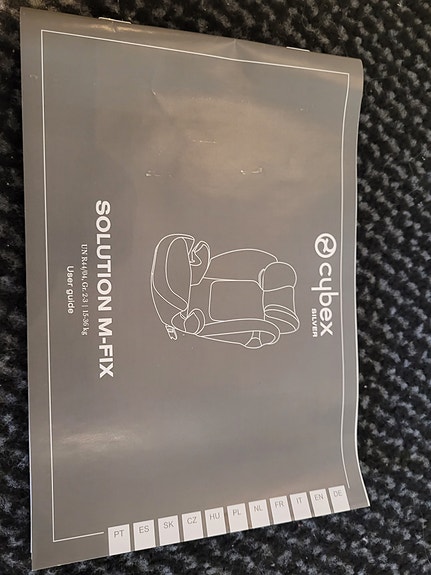 cybex
SILVER
SOLUTION M-FIX
UN R44/04, Gr. 2-3 | 15-36 kg
User guide
DE
EN
IT
FR
NL
PL
HU
CZ
SK
ES
PT